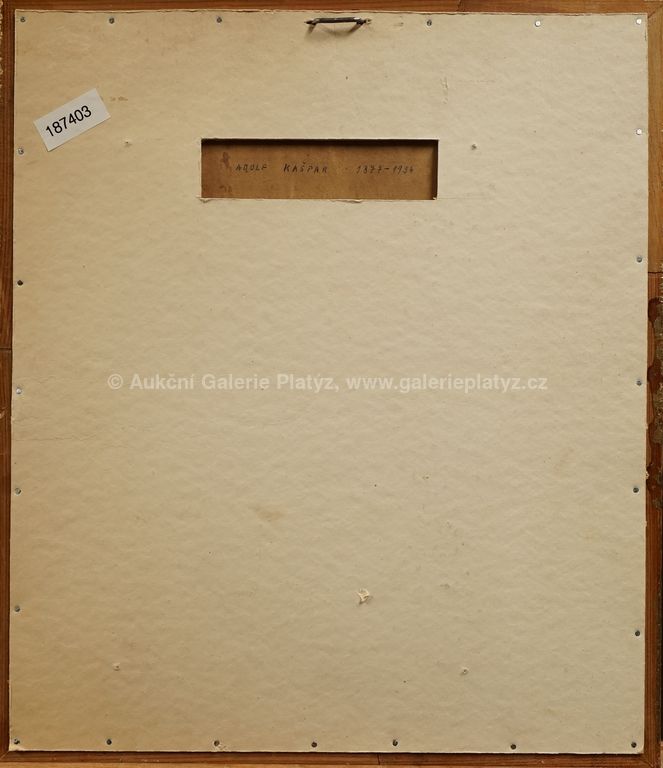 187403
ADOLF KAŠPAR · 1877-1934
© Aukční Galerie Platýz, www.galerieplatyz.cz